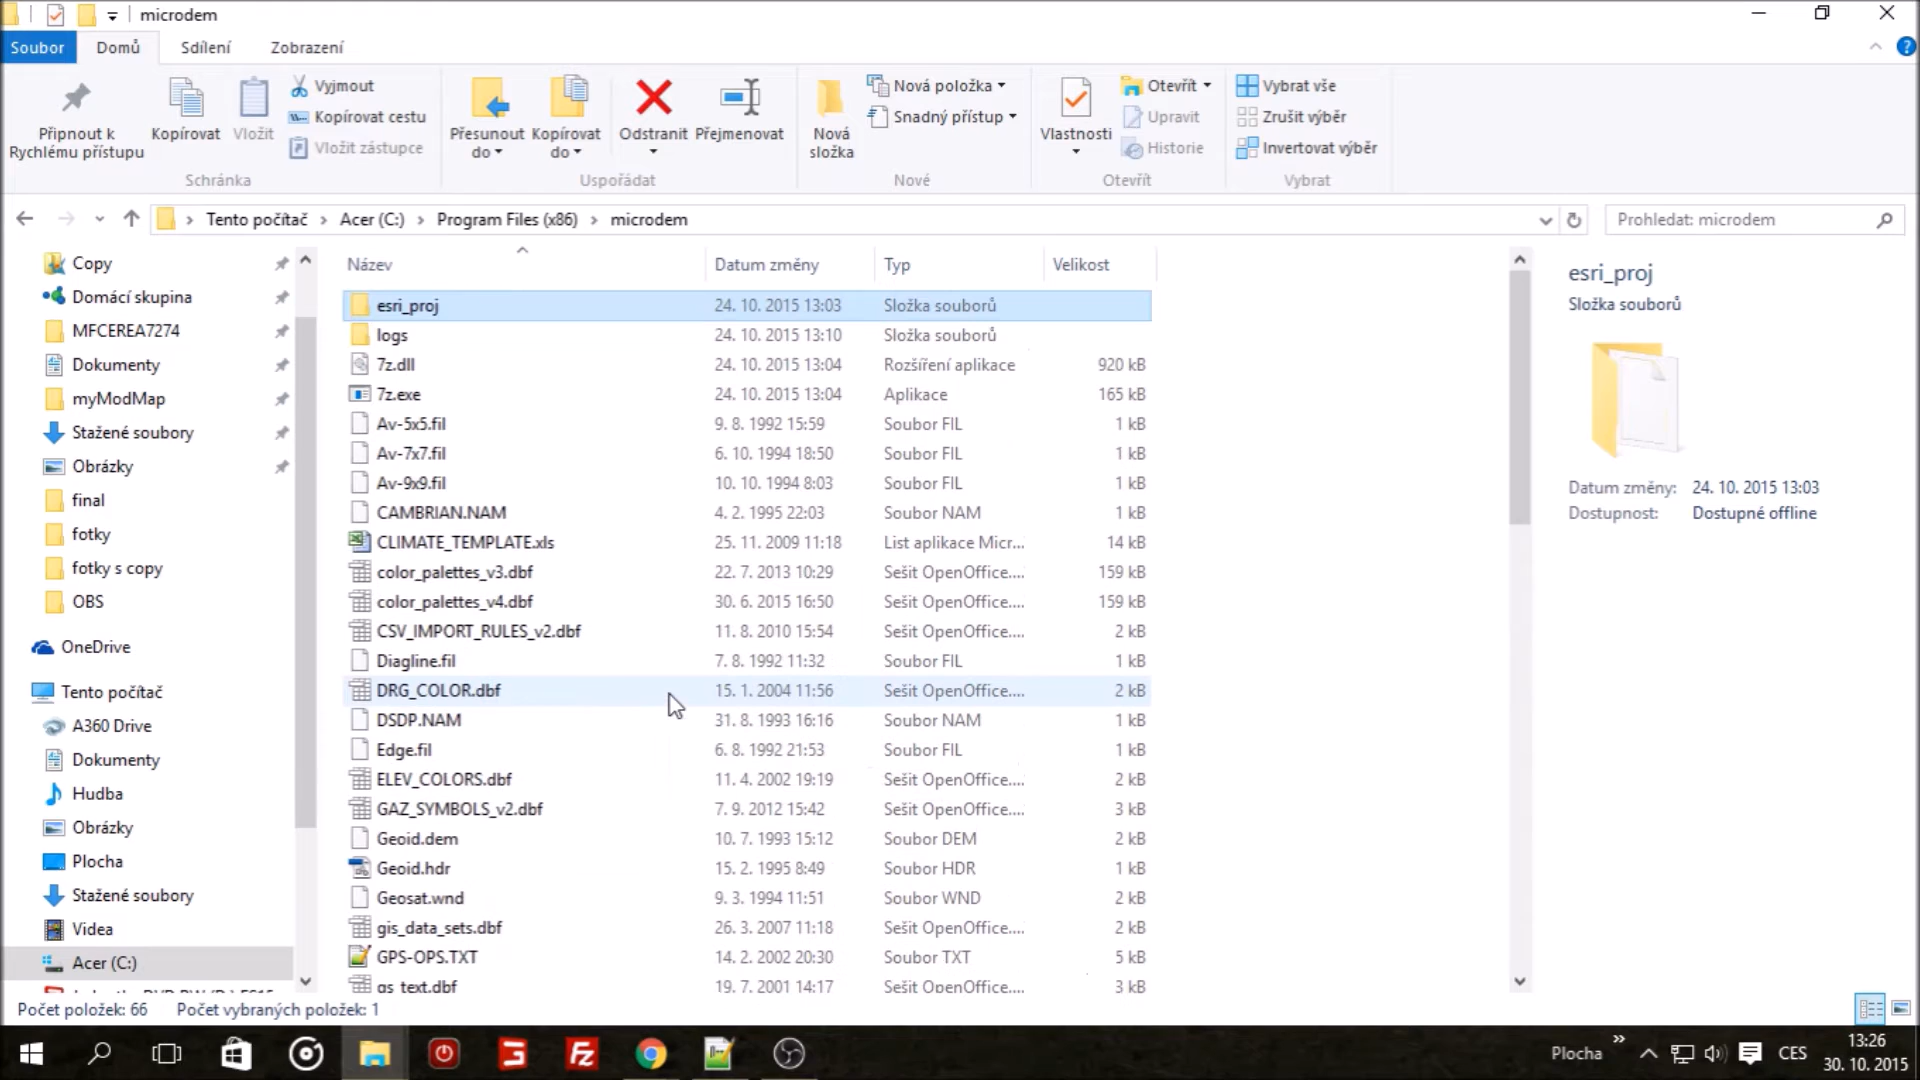 microdem
Soubor Domů Sdílení Zobrazení
Připnout k Rychlému přístupu
Kopírovat
Vložit
Vyjmout
Kopírovat cestu
Vložit zástupce
Schránka
Přesunout do
Kopírovat do
Odstranit
Přejmenovat
Uspořádat
Nová složka
Nová položka
Snadný přístup
Nové
Vlastnosti
Otevřít
Upravit
Historie
Otevřít
Vybrat vše
Zrušit výběr
Invertovat výběr
Vybrat
Tento počítač Acer (C:) Program Files (x86) microdem
Prohledat: microdem
Copy
Domácí skupina
MFCEREA7274
Dokumenty
myModMap
Stažené soubory
Obrázky
final
fotky
fotky s copy
OBS
OneDrive
Tento počítač
A360 Drive
Dokumenty
Hudba
Obrázky
Plocha
Stažené soubory
Videa
Acer (C:)
Název Datum změny Typ Velikost
esri_proj 24. 10. 2015 13:03 Složka souborů
logs 24. 10. 2015 13:10 Složka souborů
7z.dll 24. 10. 2015 13:04 Rozšíření aplikace 920 kB
7z.exe 24. 10. 2015 13:04 Aplikace 165 kB
Av-5x5.fil 9. 8. 1992 15:59 Soubor FIL 1 kB
Av-7x7.fil 6. 10. 1994 18:50 Soubor FIL 1 kB
Av-9x9.fil 10. 10. 1994 8:03 Soubor FIL 1 kB
CAMBRIAN.NAM 4. 2. 1995 22:03 Soubor NAM 1 kB
CLIMATE_TEMPLATE.xls 25. 11. 2009 11:18 List aplikace Micr... 14 kB
color_palettes_v3.dbf 22. 7. 2013 10:29 Sešit OpenOffice.... 159 kB
color_palettes_v4.dbf 30. 6. 2015 16:50 Sešit OpenOffice.... 159 kB
CSV_IMPORT_RULES_v2.dbf 11. 8. 2010 15:54 Sešit OpenOffice.... 2 kB
Diagline.fil 7. 8. 1992 11:32 Soubor FIL 1 kB
DRG_COLOR.dbf 15. 1. 2004 11:56 Sešit OpenOffice.... 2 kB
DSDP.NAM 31. 8. 1993 16:16 Soubor NAM 1 kB
Edge.fil 6. 8. 1992 21:53 Soubor FIL 1 kB
ELEV_COLORS.dbf 11. 4. 2002 19:19 Sešit OpenOffice.... 2 kB
GAZ_SYMBOLS_v2.dbf 7. 9. 2012 15:42 Sešit OpenOffice.... 3 kB
Geoid.dem 10. 7. 1993 15:12 Soubor DEM 2 kB
Geoid.hdr 15. 2. 1995 8:49 Soubor HDR 1 kB
Geosat.wnd 9. 3. 1994 11:51 Soubor WND 2 kB
gis_data_sets.dbf 26. 3. 2007 11:18 Sešit OpenOffice.... 2 kB
GPS-OPS.TXT 14. 2. 2002 20:30 Soubor TXT 5 kB
gs_text.dbf 19. 7. 2001 14:17 Sešit OpenOffice.... 3 kB
esri_proj
Složka souborů
Datum změny: 24. 10. 2015 13:03
Dostupnost: Dostupné offline
Počet položek: 66 Počet vybraných položek: 1
Plocha CES 13:26
30. 10. 2015